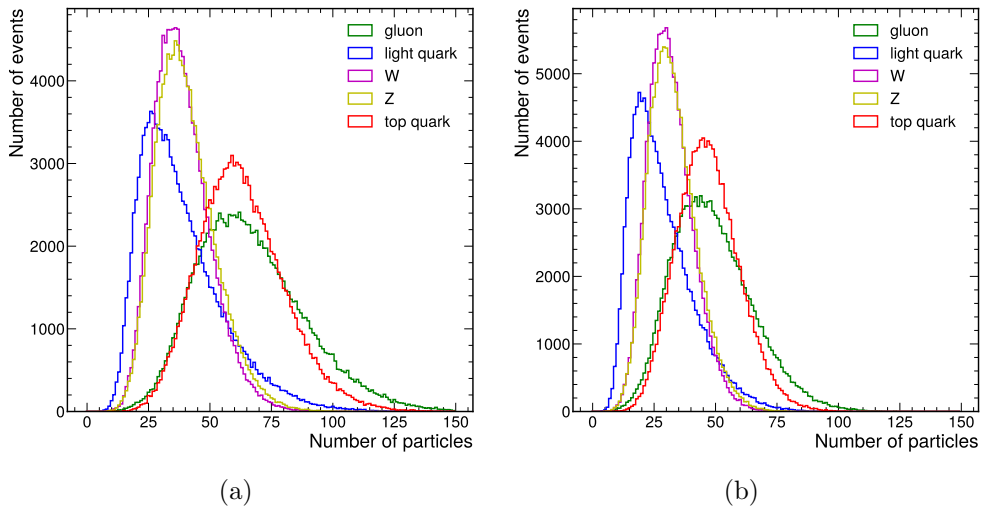 Number of events
4000
3000
2000
1000
0
0
25
50
75
100
125
150
Number of particles
gluon
light quark
W
Z
top quark
(a)
Number of events
5000
4000
3000
2000
1000
0
0
25
50
75
100
125
150
Number of particles
gluon
light quark
W
Z
top quark
(b)